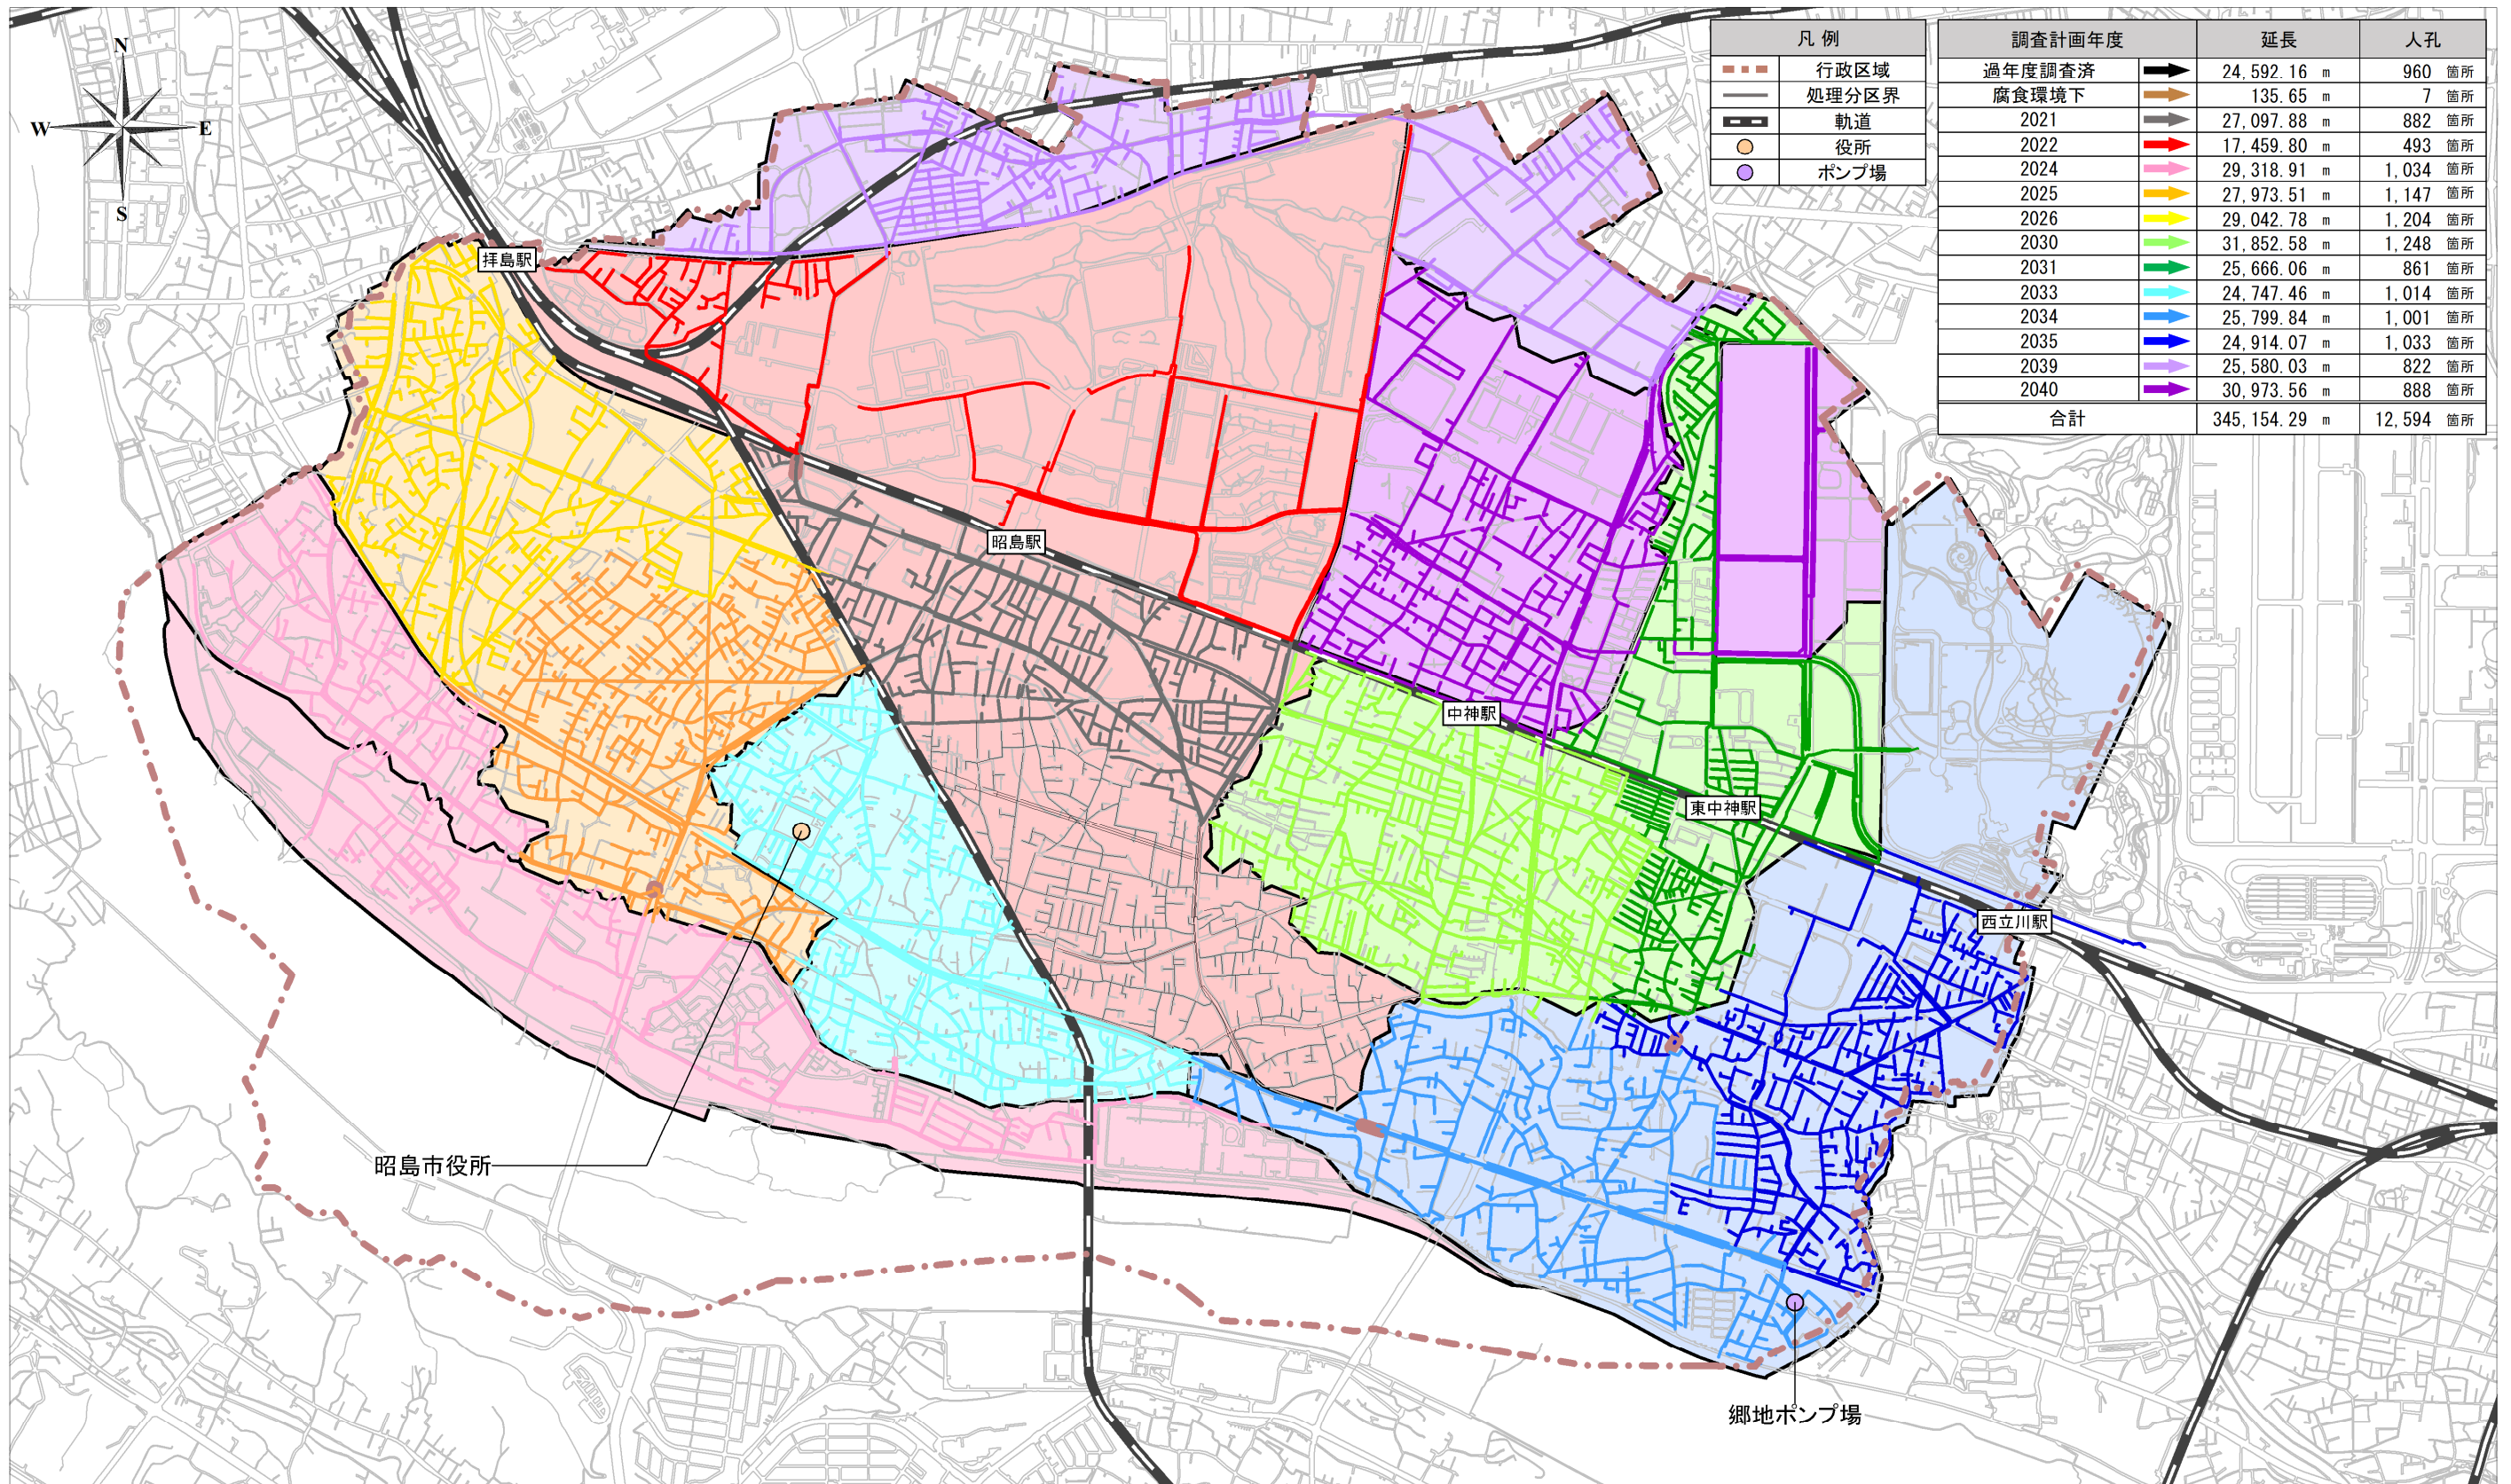 N
W
E
S
凡例
行政区域
処理分区界
軌道
役所
ポンプ場
調査計画年度 延長 人孔
過年度調査済 24,592.16 m 960 箇所
腐食環境下 135.65 m 7 箇所
2021 27,097.88 m 882 箇所
2022 17,459.80 m 493 箇所
2024 29,318.91 m 1,034 箇所
2025 27,973.51 m 1,147 箇所
2026 29,042.78 m 1,204 箇所
2030 31,852.58 m 1,248 箇所
2031 25,666.06 m 861 箇所
2033 24,747.46 m 1,014 箇所
2034 25,799.84 m 1,001 箇所
2035 24,914.07 m 1,033 箇所
2039 25,580.03 m 822 箇所
2040 30,973.56 m 888 箇所
合計 345,154.29 m 12,594 箇所
拝島駅
昭島駅
中神駅
東中神駅
西立川駅
昭島市役所
郷地ポンプ場